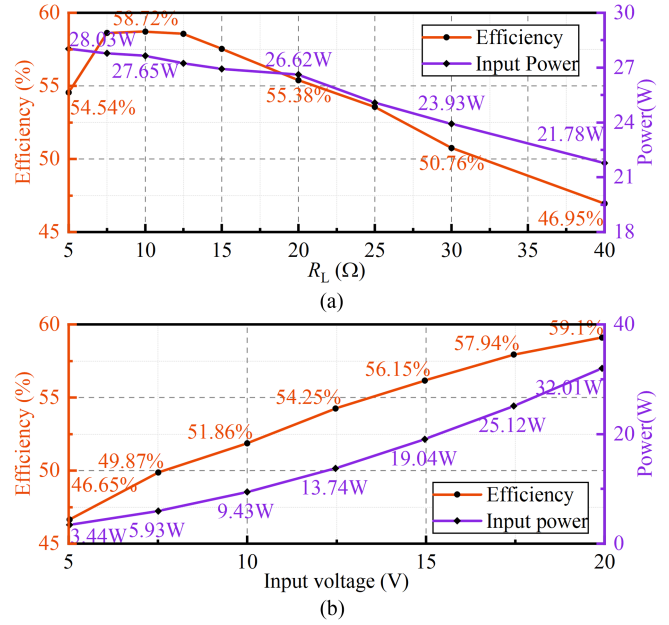 60
55
50
45
Efficiency (%)
30
27
24
21
18
Power(W)
58.72%
28.03W
27.65W
54.54%
26.62W
55.38%
23.93W
50.76%
21.78W
46.95%
Efficiency
Input Power
5 10 15 20 25 30 35 40
R_L (Ω)
(a)
60
55
50
45
Efficiency (%)
40
20
0
Power(W)
59.1%
57.94%
56.15%
54.25%
51.86%
49.87%
46.65%
32.01W
25.12W
19.04W
13.74W
9.43W
5.93W
3.44W
Efficiency
Input power
5 10 15 20
Input voltage (V)
(b)